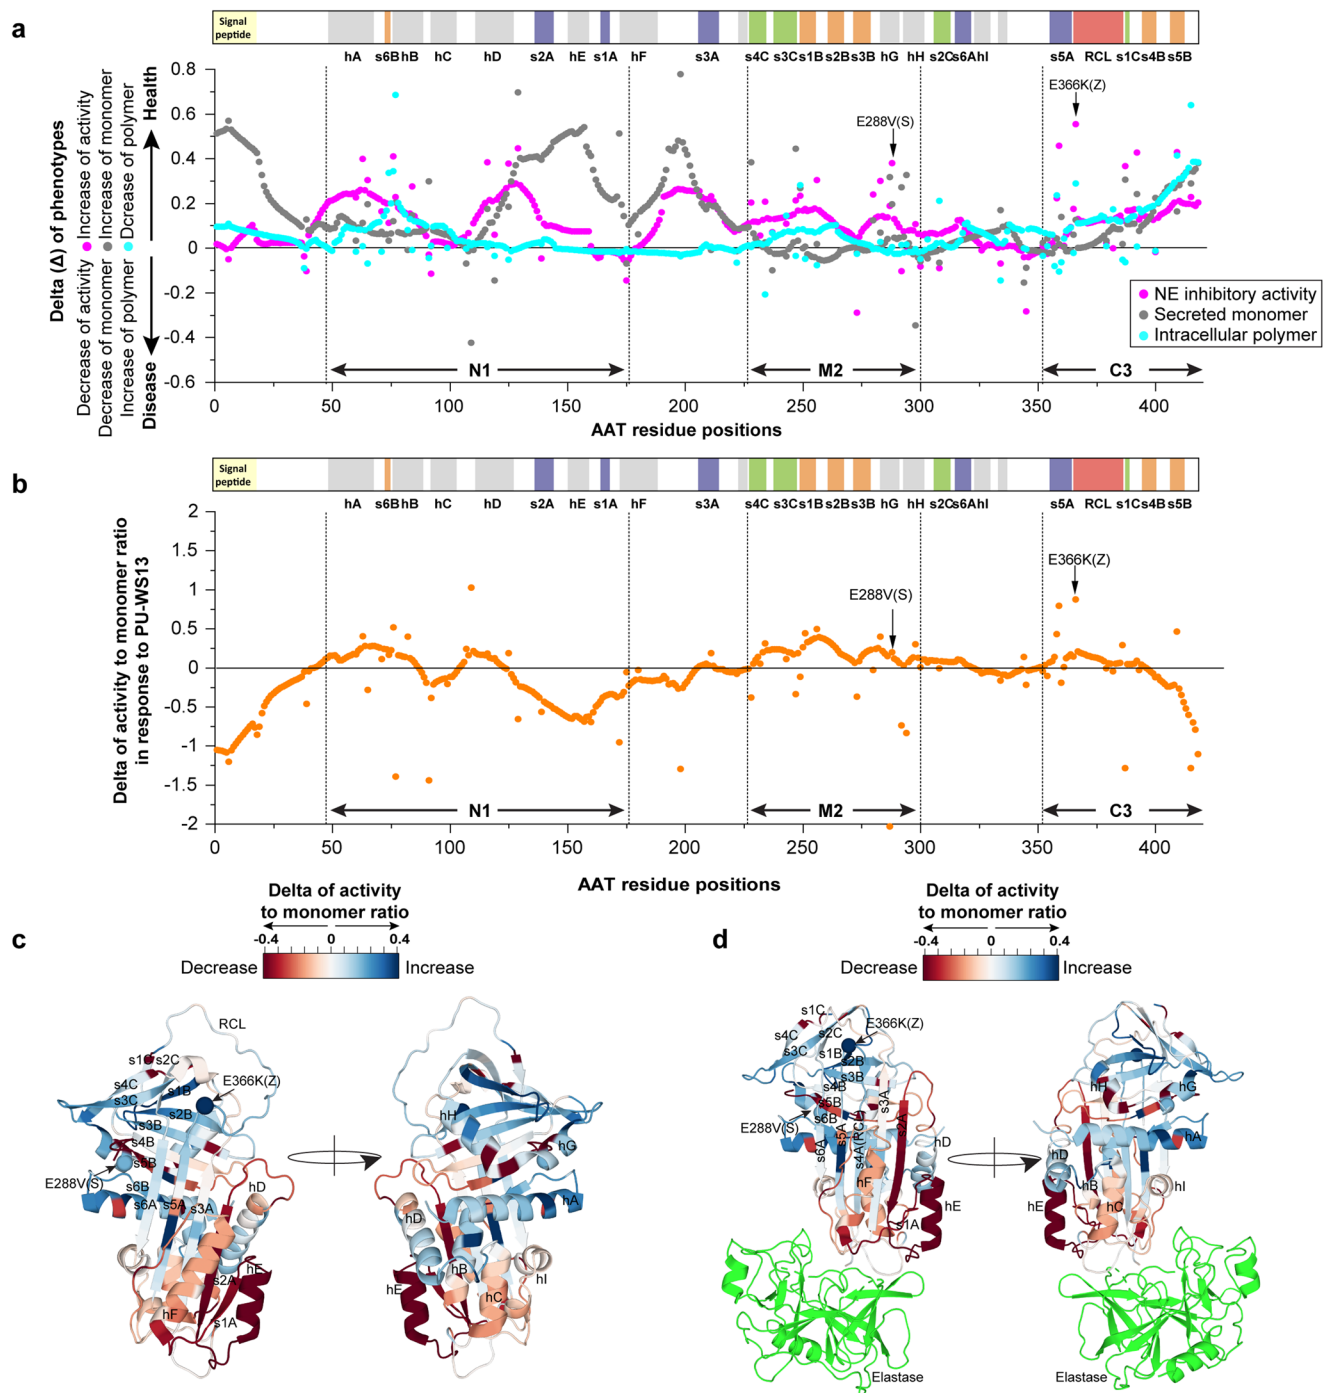 a
Signal
peptide
hA s6B hB hC hD s2A hE s1A hF s3A s4C s3C s1B s2B s3B hG hH s2C s6A hI s5A RCL s1C s4B s5B
Delta (Δ) of phenotypes
Decrease of activity Increase of activity
Decrease of monomer Increase of monomer
Increase of polymer Dcrease of polymer
Disease Health
0.8
0.6
0.4
0.2
0
-0.2
-0.4
-0.6
E288V(S)
E366K(Z)
NE inhibitory activity
Secreted monomer
Intracellular polymer
N1 M2 C3
0 50 100 150 200 250 300 350 400
AAT residue positions
b
Signal
peptide
hA s6B hB hC hD s2A hE s1A hF s3A s4C s3C s1B s2B s3B hG hH s2C s6A hI s5A RCL s1C s4B s5B
Delta of activity to monomer ratio
in response to PU-WS13
2
1.5
1
0.5
0
-0.5
-1
-1.5
-2
E288V(S)
E366K(Z)
N1 M2 C3
0 50 100 150 200 250 300 350 400
AAT residue positions
c
Delta of activity
to monomer ratio
-0.4 0 0.4
Decrease Increase
RCL
s1C s2C
E366K(Z)
s4C
s1B
s3C
s2B
s3B
s4B
s5B
E288V(S)
s6B
s6A s5A s3A
hD
s2A
hE
hF
s1A
hH
hG
hA
hD
hB
hE
hC
hI
d
Delta of activity
to monomer ratio
-0.4 0 0.4
Decrease Increase
s1C
s2C
E366K(Z)
s4C
s3C
s1B
s2B
s3B
s4B
s5B
s6B
s3A
E288V(S)
s6A
s5A
s4A(RCL)
s2A
hD
hF
s1A
hE
hH
hG
hA
hD
hB
hI
hE
hC
Elastase
Elastase